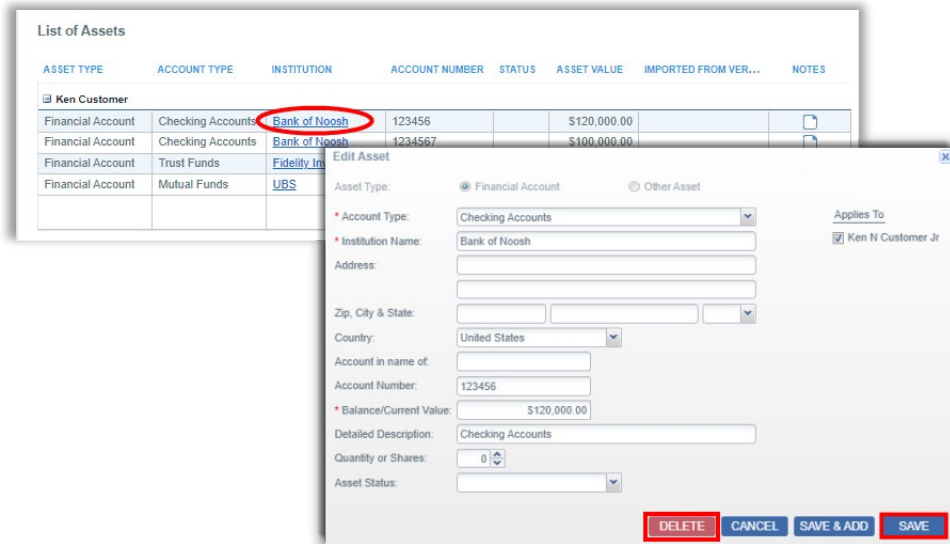 List of Assets
ASSET TYPE ACCOUNT TYPE INSTITUTION ACCOUNT NUMBER STATUS ASSET VALUE IMPORTED FROM VER... NOTES
Ken Customer
Financial Account Checking Accounts Bank of Noosh 123456 $120,000.00
Financial Account Checking Accounts Bank of Noosh 1234567 $100,000.00
Financial Account Trust Funds Fidelity
Financial Account Mutual Funds UBS
Edit Asset
Asset Type: Financial Account Other Asset
* Account Type: Checking Accounts Applies To
* Institution Name: Bank of Noosh Ken N Customer Jr
Address:
Zip, City & State:
Country: United States
Account in name of:
Account Number: 123456
* Balance/Current Value: $120,000.00
Detailed Description: Checking Accounts
Quantity or Shares: 0
Asset Status:
DELETE CANCEL SAVE & ADD SAVE